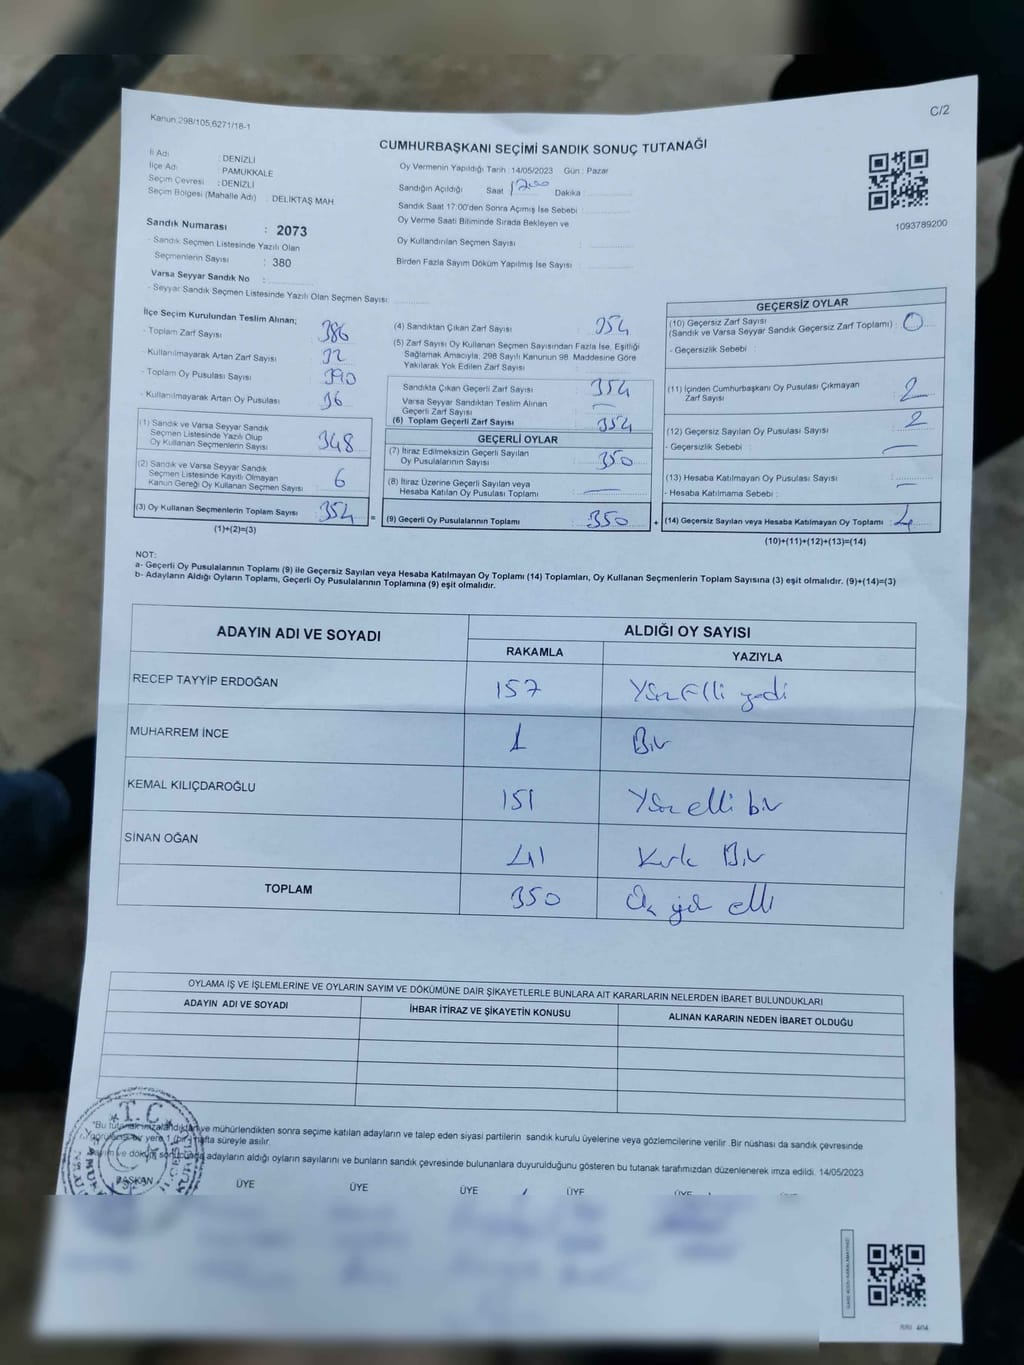 C/2
Kanun 298/105,6271/18-1
CUMHURBAŞKANI SEÇİMİ SANDIK SONUÇ TUTANAĞI
İl Adı : DENİZLİ
İlçe Adı : PAMUKKALE
Seçim Çevresi : DENİZLİ
Seçim Bölgesi (Mahalle Adı) : DELİKTAŞ MAH
Oy Vermenin Yapıldığı Tarih :14/05/2023 Gün : Pazar
Sandığın Açıldığı Saat 17:00 Dakika
Sandık Saat 17:00'den Sonra Açımış İse Sebebi :
Oy Verme Saati Bitiminde Sırada Bekleyen ve
Oy Kullandırılan Seçmen Sayısı :
Birden Fazla Sayım Döküm Yapılmış İse Sayısı :
1093789200
Sandık Numarası : 2073
- Sandık Seçmen Listesinde Yazılı Olan
Seçmenlerin Sayısı : 380
Varsa Seyyar Sandık No :
- Seyyar Sandık Seçmen Listesinde Yazılı Olan Seçmen Sayısı:
İlçe Seçim Kurulundan Teslim Alınan;
- Toplam Zarf Sayısı : 386
- Kullanılmayarak Artan Zarf Sayısı : 32
- Toplam Oy Pusulası Sayısı : 390
- Kullanılmayarak Artan Oy Pusulası : 36
(1) Sandık ve Varsa Seyyar Sandık
Seçmen Listesinde Yazılı Olup
Oy Kullanan Seçmenlerin Sayısı : 348
(2) Sandık ve Varsa Seyyar Sandık
Seçmen Listesinde Kayıtlı Olmayan
Kanun Gereği Oy Kullanan Seçmen Sayısı : 6
(3) Oy Kullanan Seçmenlerin Toplam Sayısı : 354 =
(1)+(2)=(3)
(4) Sandıktan Çıkan Zarf Sayısı : 354
(5) Zarf Sayısı Oy Kullanan Seçmen Sayısından Fazla İse, Eşitliği
Sağlamak Amacıyla; 298 Sayılı Kanunun 98. Maddesine Göre
Yakılarak Yok Edilen Zarf Sayısı :
Sandıkta Çıkan Geçerli Zarf Sayısı : 354
Varsa Seyyar Sandıktan Teslim Alınan
Geçerli Zarf Sayısı : —
(6) Toplam Geçerli Zarf Sayısı : 354
GEÇERLİ OYLAR
(7) İtiraz Edilmeksizin Geçerli Sayılan
Oy Pusulalarının Sayısı : 350
(8) İtiraz Üzerine Geçerli Sayılan veya
Hesaba Katılan Oy Pusulası Toplamı : —
(9) Geçerli Oy Pusulalarının Toplamı : 350 +
GEÇERSİZ OYLAR
(10) Geçersiz Zarf Sayısı
(Sandık ve Varsa Seyyar Sandık Geçersiz Zarf Toplamı) : 0
- Geçersizlik Sebebi :
(11) İçinden Cumhurbaşkanı Oy Pusulası Çıkmayan
Zarf Sayısı : 2
(12) Geçersiz Sayılan Oy Pusulası Sayısı : 2
- Geçersizlik Sebebi : —
(13) Hesaba Katılmayan Oy Pusulası Sayısı : —
- Hesaba Katılmama Sebebi :
(14) Geçersiz Sayılan veya Hesaba Katılmayan Oy Toplamı : 4
(10)+(11)+(12)+(13)=(14)
NOT:
a- Geçerli Oy Pusulalarının Toplamı (9) ile Geçersiz Sayılan veya Hesaba Katılmayan Oy Toplamı (14) Toplamları, Oy Kullanan Seçmenlerin Toplam Sayısına (3) eşit olmalıdır. (9)+(14)=(3)
b- Adayların Aldığı Oyların Toplamı, Geçerli Oy Pusulalarının Toplamına (9) eşit olmalıdır.
ADAYIN ADI VE SOYADI
ALDIĞI OY SAYISI
RAKAMLA YAZIYLA
RECEP TAYYİP ERDOĞAN 157 Yüz elli yedi
MUHARREM İNCE 1 Bir
KEMAL KILIÇDAROĞLU 151 Yüz elli bir
SİNAN OĞAN 41 Kırk Bir
TOPLAM 350 Üç yüz elli
OYLAMA İŞ VE İŞLEMLERİNE VE OYLARIN SAYIM VE DÖKÜMÜNE DAİR ŞİKAYETLERLE BUNLARA AİT KARARLARIN NELERDEN İBARET BULUNDUKLARI
ADAYIN ADI VE SOYADI İHBAR İTİRAZ VE ŞİKAYETİN KONUSU ALINAN KARARIN NEDEN İBARET OLDUĞU
T.C
"Bu tutanak imzalandıktan ve mühürlendikten sonra seçime katılan adayların ve talep eden siyasi partilerin sandık kurulu üyelerine veya gözlemcilerine verilir. Bir nüshası da sandık çevresinde
bir yere 1 (bir) hafta süreyle asılır.
ve döküm sonucunda adayların aldığı oyların sayılarını ve bunların sandık çevresinde bulunanlara duyurulduğunu gösteren bu tutanak tarafımızdan düzenlenerek imza edildi. 14/05/2023
BAŞKAN ÜYE ÜYE ÜYE ÜYE ÜYE